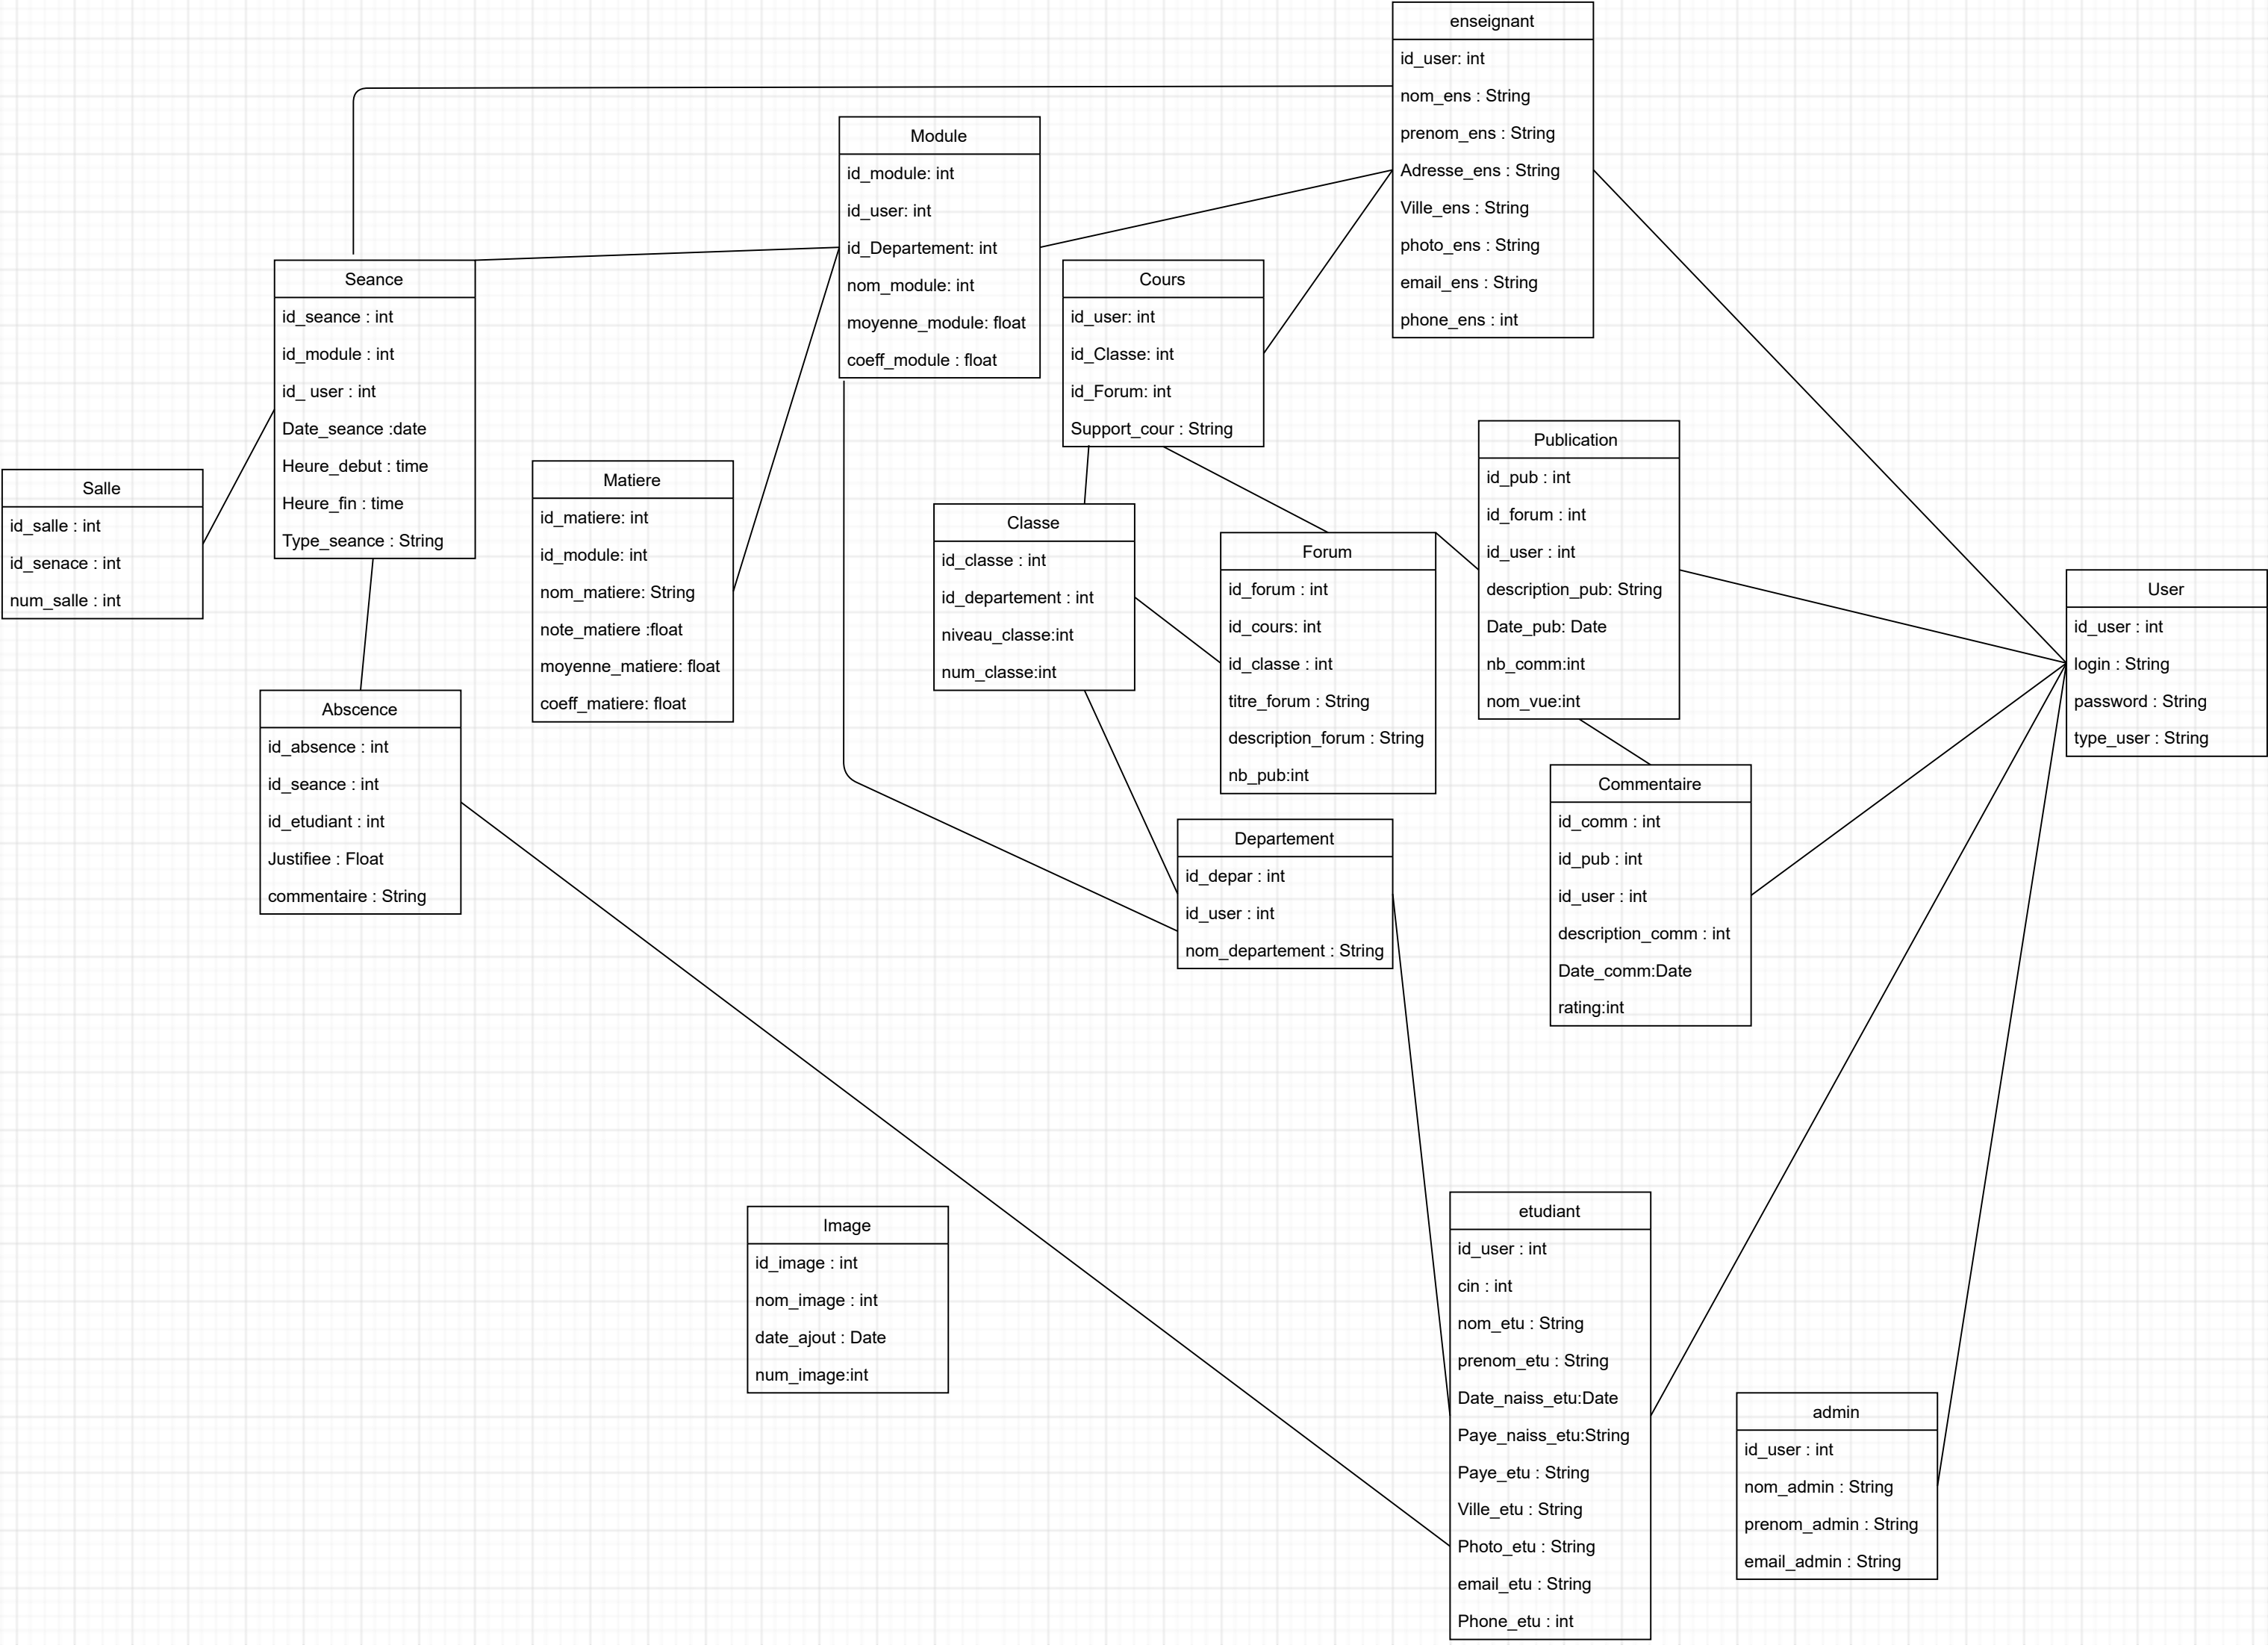 enseignant
id_user: int
nom_ens : String
prenom_ens : String
Adresse_ens : String
Ville_ens : String
photo_ens : String
email_ens : String
phone_ens : int
Module
id_module: int
id_user: int
id_Departement: int
nom_module: int
moyenne_module: float
coeff_module : float
Seance
id_seance : int
id_module : int
id_ user : int
Date_seance :date
Heure_debut : time
Heure_fin : time
Type_seance : String
Cours
id_user: int
id_Classe: int
id_Forum: int
Support_cour : String
Publication
id_pub : int
id_forum : int
id_user : int
description_pub: String
Date_pub: Date
nb_comm:int
nom_vue:int
Salle
id_salle : int
id_senace : int
num_salle : int
Matiere
id_matiere: int
id_module: int
nom_matiere: String
note_matiere :float
moyenne_matiere: float
coeff_matiere: float
Classe
id_classe : int
id_departement : int
niveau_classe:int
num_classe:int
Forum
id_forum : int
id_cours: int
id_classe : int
titre_forum : String
description_forum : String
nb_pub:int
User
id_user : int
login : String
password : String
type_user : String
Abscence
id_absence : int
id_seance : int
id_etudiant : int
Justifiee : Float
commentaire : String
Commentaire
id_comm : int
id_pub : int
id_user : int
description_comm : int
Date_comm:Date
rating:int
Departement
id_depar : int
id_user : int
nom_departement : String
Image
id_image : int
nom_image : int
date_ajout : Date
num_image:int
etudiant
id_user : int
cin : int
nom_etu : String
prenom_etu : String
Date_naiss_etu:Date
Paye_naiss_etu:String
Paye_etu : String
Ville_etu : String
Photo_etu : String
email_etu : String
Phone_etu : int
admin
id_user : int
nom_admin : String
prenom_admin : String
email_admin : String